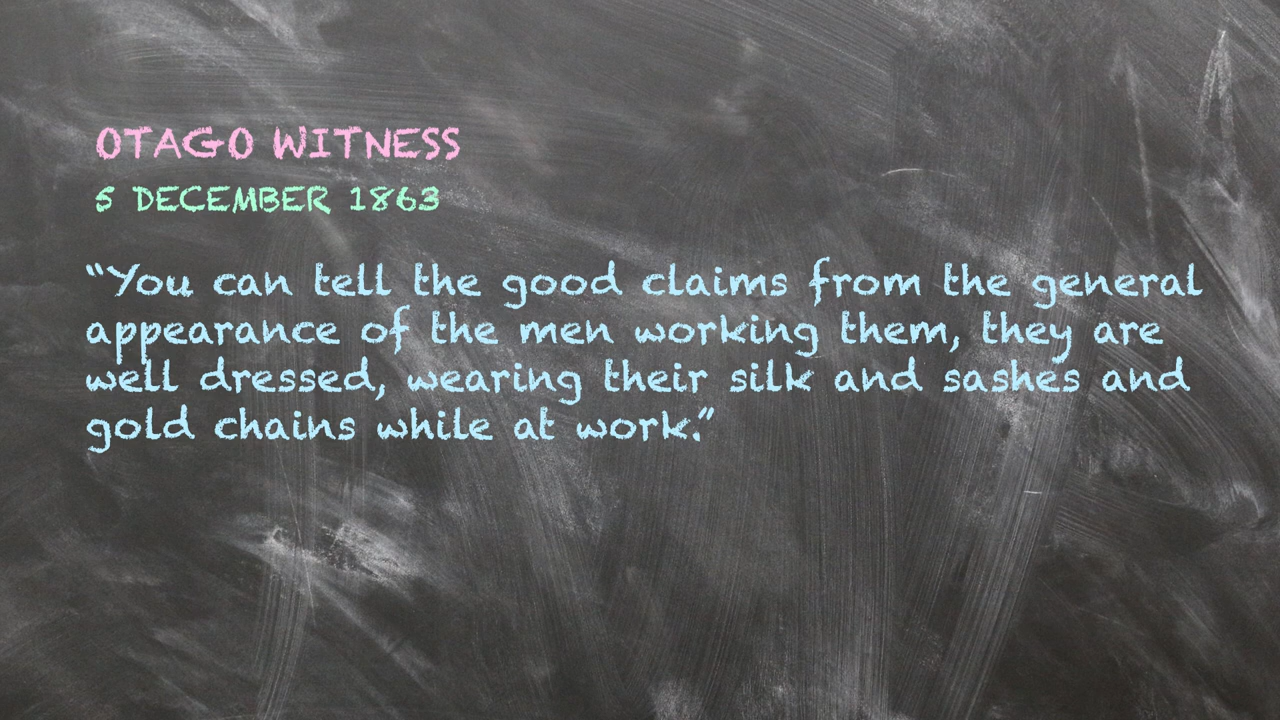 OTAGO WITNESS
5 DECEMBER 1863
“You can tell the good claims from the general
appearance of the men working them, they are
well dressed, wearing their silk and sashes and
gold chains while at work.”